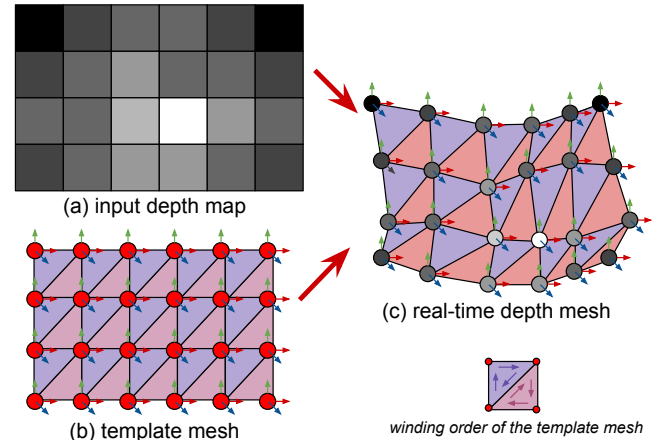 (a) input depth map
(b) template mesh
(c) real-time depth mesh
winding order of the template mesh